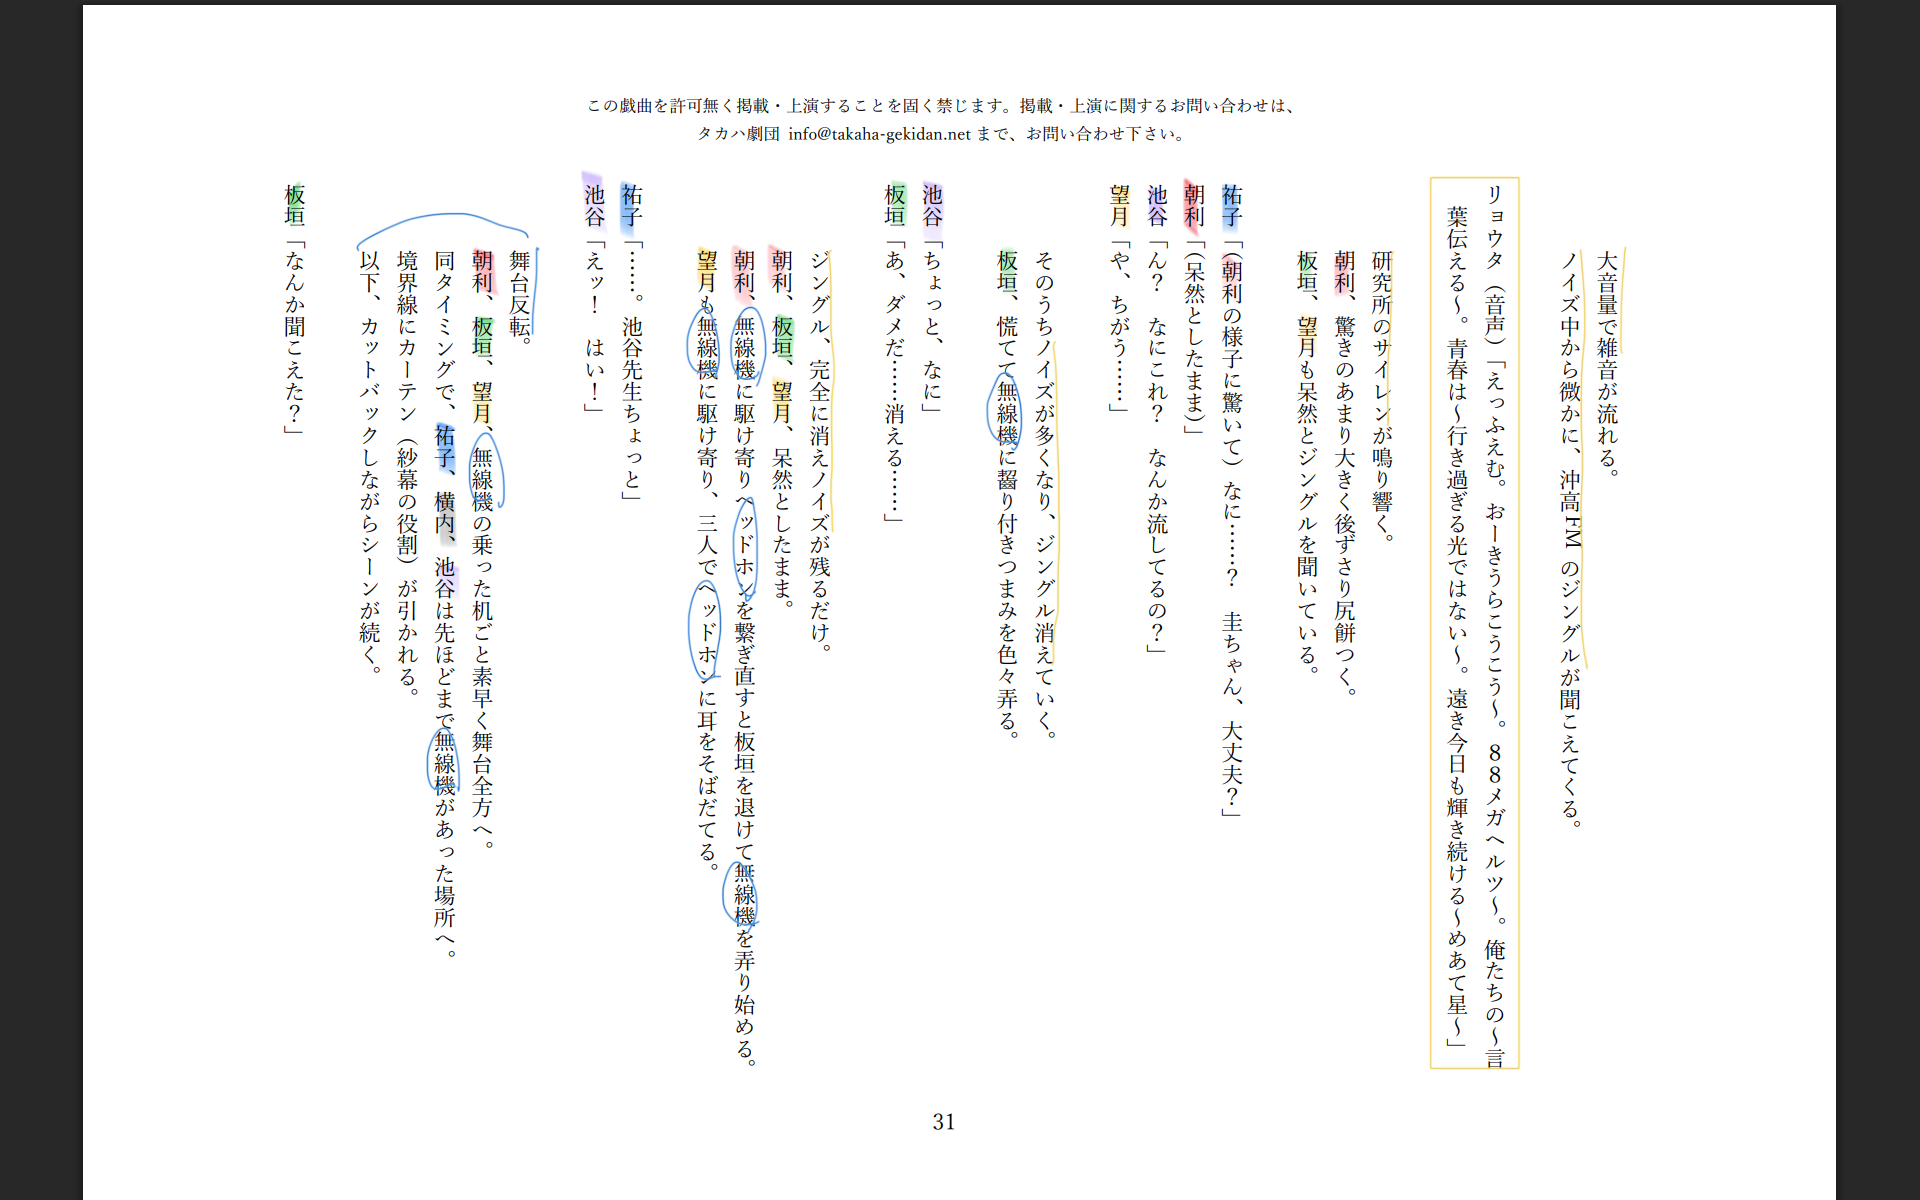 この戯曲を許可無く掲載・上演することを固く禁じます。掲載・上演に関するお問い合わせは、
タカハ劇団 info@takaha-gekidan.net まで、お問い合わせ下さい。
大音量で雑音が流れる。
ノイズ中から微かに、沖高FMのジングルが聞こえてくる。
リョウタ（音声）「えっふえむ。おーきうらこうこう～。８８メガヘルツ～。俺たちの～言
葉伝える～。青春は～行き過ぎる光ではない～。遠き今日も輝き続ける～めあて星～」
研究所のサイレンが鳴り響く。
朝利、驚きのあまり大きく後ずさり尻餅つく。
板垣、望月も呆然とジングルを聞いている。
祐子「（朝利の様子に驚いて）なに……？　圭ちゃん、大丈夫？」
朝利「（呆然としたまま）」
池谷「ん？　なにこれ？　なんか流してるの？」
望月「や、ちがう……」
そのうちノイズが多くなり、ジングル消えていく。
板垣、慌てて無線機に齧り付きつまみを色々弄る。
池谷「ちょっと、なに」
板垣「あ、ダメだ……消える……」
ジングル、完全に消えノイズが残るだけ。
朝利、板垣、望月、呆然としたまま。
朝利、無線機に駆け寄りヘッドホンを繋ぎ直すと板垣を退けて無線機を弄り始める。
望月も無線機に駆け寄り、三人でヘッドホンに耳をそばだてる。
祐子「……。池谷先生ちょっと」
池谷「えッ！　はい！」
舞台反転。
朝利、板垣、望月、無線機の乗った机ごと素早く舞台全方へ。
同タイミングで、祐子、横内、池谷は先ほどまで無線機があった場所へ。
境界線にカーテン（紗幕の役割）が引かれる。
以下、カットバックしながらシーンが続く。
板垣「なんか聞こえた？」
31